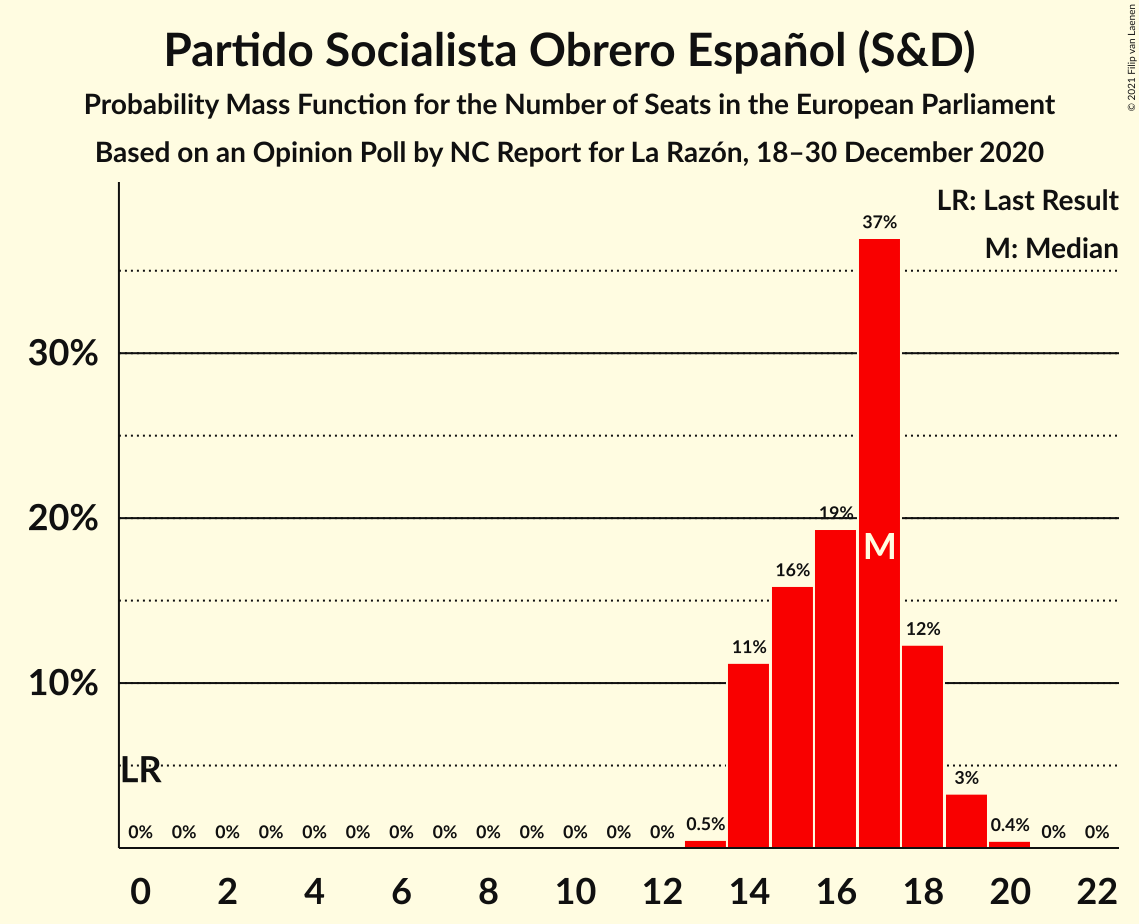 Partido Socialista Obrero Español (S&D)
Probability Mass Function for the Number of Seats in the European Parliament
Based on an Opinion Poll by NC Report for La Razón, 18–30 December 2020
© 2021 Filip van Laenen
LR: Last Result
M: Median
30%
20%
10%
LR
M
0% 0% 0% 0% 0% 0% 0% 0% 0% 0% 0% 0% 0% 0.5% 11% 16% 19% 37% 12% 3% 0.4% 0% 0%
0 2 4 6 8 10 12 14 16 18 20 22